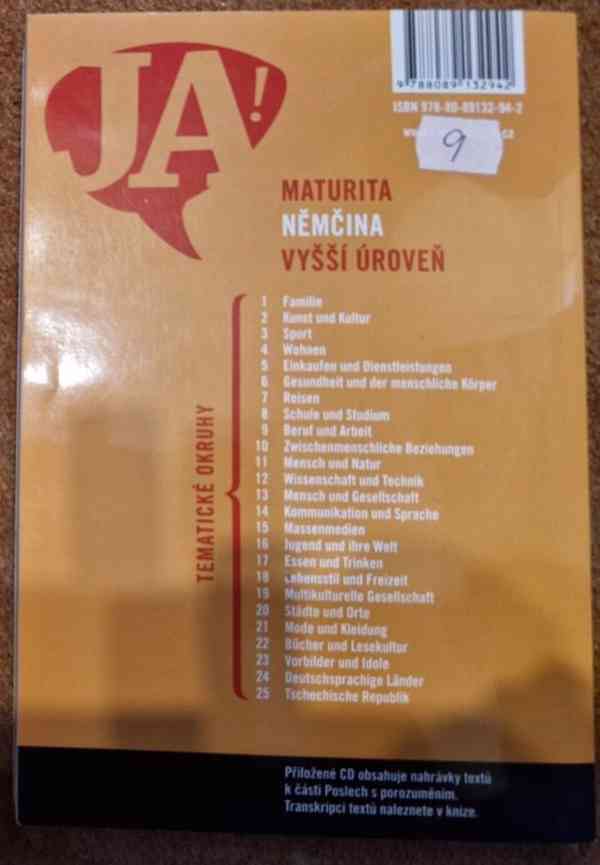 JA!
9 788089 132942
ISBN 978-80-89132-94-2
9
MATURITA
NĚMČINA
VYŠŠÍ ÚROVEŇ
TEMATICKÉ OKRUHY
1 Familie
2 Kunst und Kultur
3 Sport
4 Wohnen
5 Einkaufen und Dienstleistungen
6 Gesundheit und der menschliche Körper
7 Reisen
8 Schule und Studium
9 Beruf und Arbeit
10 Zwischenmenschliche Beziehungen
11 Mensch und Natur
12 Wissenschaft und Technik
13 Mensch und Gesellschaft
14 Kommunikation und Sprache
15 Massenmedien
16 Jugend und ihre Welt
17 Essen und Trinken
18 Lebensstil und Freizeit
19 Multikulturelle Gesellschaft
20 Städte und Orte
21 Mode und Kleidung
22 Bücher und Lesekultur
23 Vorbilder und Idole
24 Deutschsprachige Länder
25 Tschechische Republik
Přiložené CD obsahuje nahrávky textů
k části Poslech s porozuměním.
Transkripci textů naleznete v knize.